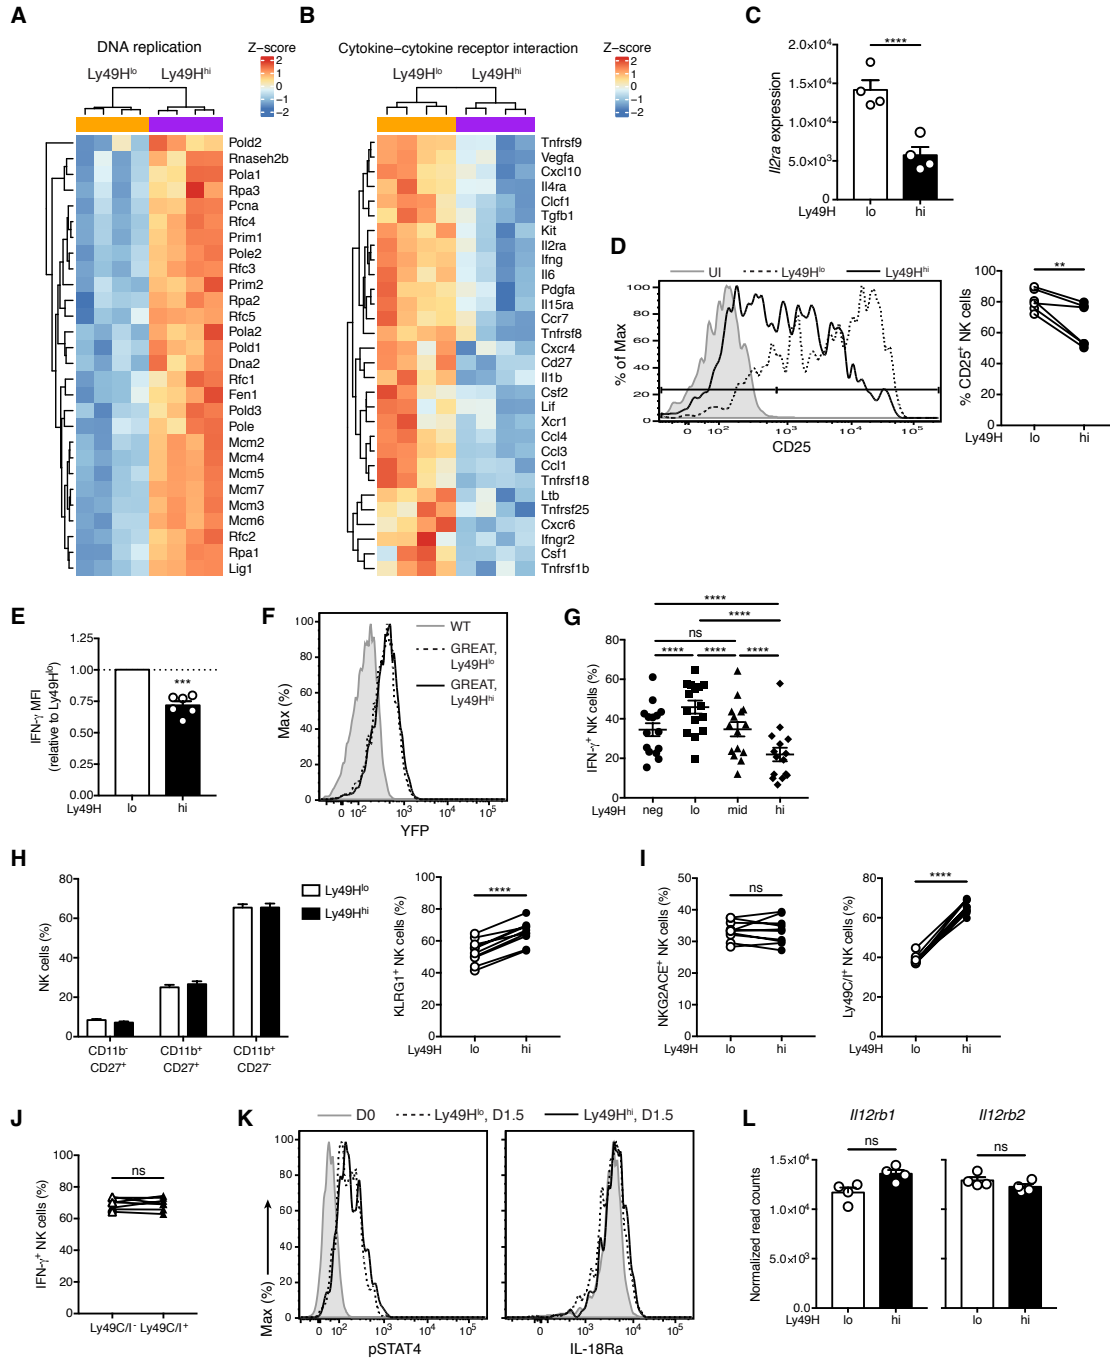 A
DNA replication
Ly49Hlo Ly49Hhi
Z-score
2
1
0
−1
−2
Pold2
Rnaseh2b
Pola1
Rpa3
Pcna
Rfc4
Prim1
Pole2
Rfc3
Prim2
Rpa2
Rfc5
Pola2
Pold1
Dna2
Rfc1
Fen1
Pold3
Pole
Mcm2
Mcm4
Mcm5
Mcm7
Mcm3
Mcm6
Rfc2
Rpa1
Lig1
B
Cytokine−cytokine receptor interaction
Ly49Hlo Ly49Hhi
Z-score
2
1
0
−1
−2
Tnfrsf9
Vegfa
Cxcl10
Il4ra
Clcf1
Tgfb1
Kit
Il2ra
Ifng
Il6
Pdgfa
Il15ra
Ccr7
Tnfrsf8
Cxcr4
Cd27
Il1b
Csf2
Lif
Xcr1
Ccl4
Ccl3
Ccl1
Tnfrsf18
Ltb
Tnfrsf25
Cxcr6
Ifngr2
Csf1
Tnfrsf1b
C
Il2ra expression
2.0×10⁴
1.5×10⁴
1.0×10⁴
5.0×10³
0
****
Ly49H lo hi
D
UI Ly49Hlo Ly49Hhi
% of Max
100
80
60
40
20
0
0 10² 10³ 10⁴ 10⁵
CD25
% CD25⁺ NK cells
100
80
60
40
20
0
**
Ly49H lo hi
E
IFN-γ MFI
(relative to Ly49Hlo)
1.25
1.00
0.75
0.50
0.25
0.00
***
Ly49H lo hi
F
Max (%)
100
80
60
40
20
0
WT
GREAT,
Ly49Hlo
GREAT,
Ly49Hhi
0 10² 10³ 10⁴ 10⁵
YFP
G
IFN-γ⁺ NK cells (%)
80
60
40
20
0
****
****
ns
**** **** ****
Ly49H neg lo mid hi
H
NK cells (%)
80
60
40
20
0
Ly49Hlo
Ly49Hhi
CD11b⁻ CD11b⁺ CD11b⁺
CD27⁺ CD27⁺ CD27⁻
KLRG1⁺ NK cells (%)
100
80
60
40
20
0
****
Ly49H lo hi
I
NKG2ACE⁺ NK cells (%)
50
40
30
20
10
0
ns
Ly49H lo hi
Ly49C/I⁺ NK cells (%)
80
60
40
20
0
****
Ly49H lo hi
J
IFN-γ⁺ NK cells (%)
100
80
60
40
20
0
ns
Ly49C/I⁻ Ly49C/I⁺
K
D0 Ly49Hlo, D1.5 Ly49Hhi, D1.5
Max (%)
100
80
60
40
20
0
0 10² 10³ 10⁴ 10⁵
pSTAT4
100
80
60
40
20
0
0 10² 10³ 10⁴ 10⁵
IL-18Ra
L
Il12rb1 Il12rb2
Normalized read counts
1.5×10⁴
1.0×10⁴
5.0×10³
0.0
ns
ns
Ly49H lo hi lo hi